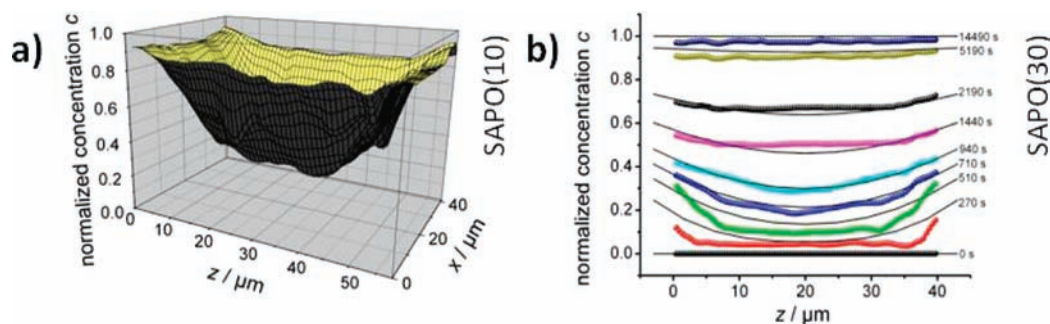 a)
normalized concentration c
1.0
0.8
0.6
0.4
0.2
0.0
0
10
20
30
40
50
z / µm
0
20
40
x / µm
SAPO(10)
b)
normalized concentration c
1.0
0.8
0.6
0.4
0.2
0.0
0
10
20
30
40
z / µm
14490 s
5190 s
2190 s
1440 s
940 s
710 s
510 s
270 s
0 s
SAPO(30)